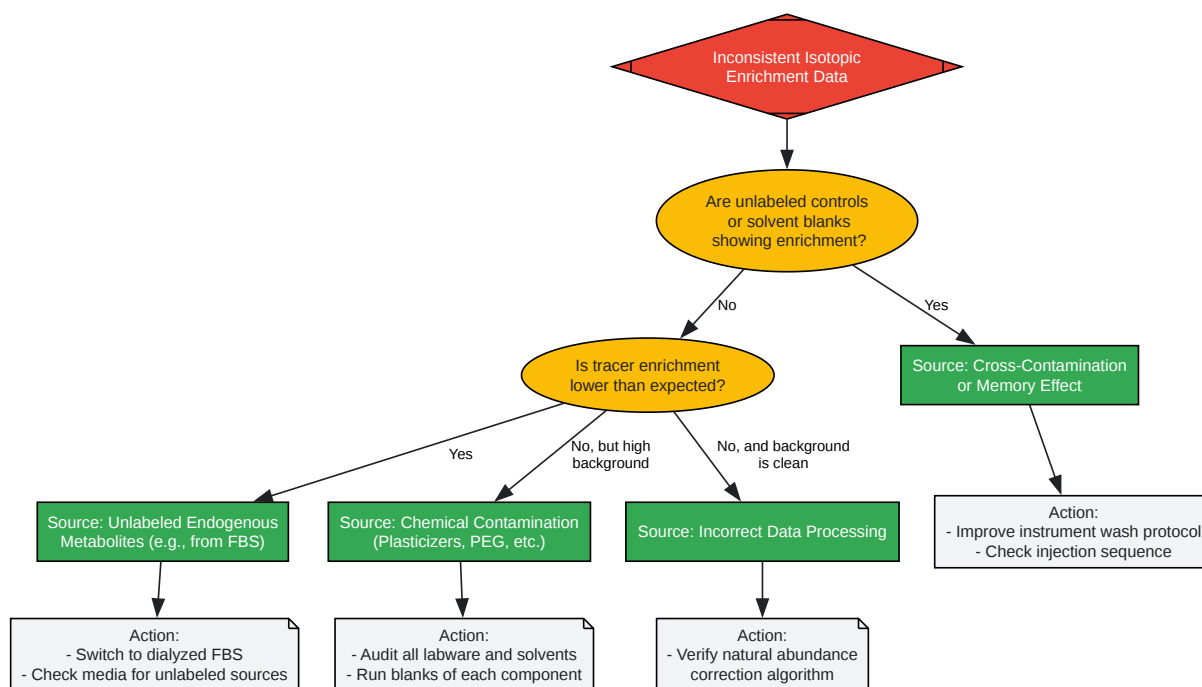 Inconsistent Isotopic
Enrichment Data
Are unlabeled controls
or solvent blanks
showing enrichment?
No
Yes
Is tracer enrichment
lower than expected?
Source: Cross-Contamination
or Memory Effect
Yes
No, but high
background
No, and background
is clean
Source: Unlabeled Endogenous
Metabolites (e.g., from FBS)
Source: Chemical Contamination
(Plasticizers, PEG, etc.)
Source: Incorrect Data Processing
Action:
- Improve instrument wash protocol
- Check injection sequence
Action:
- Switch to dialyzed FBS
- Check media for unlabeled sources
Action:
- Audit all labware and solvents
- Run blanks of each component
Action:
- Verify natural abundance
correction algorithm